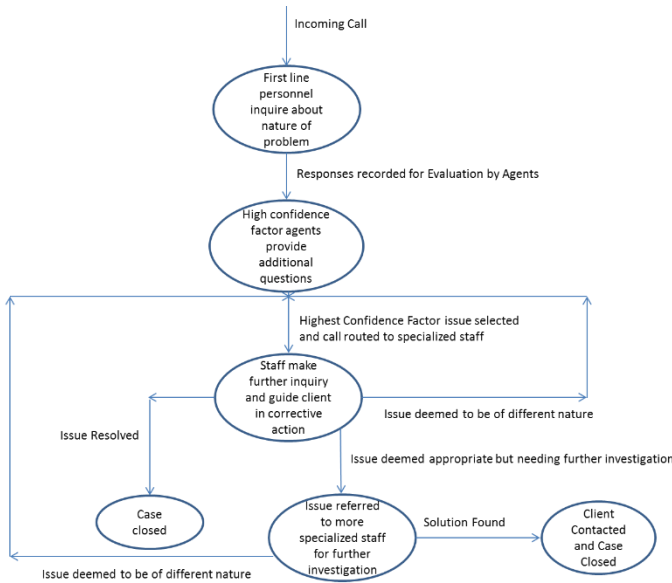 Incoming Call
First line
personnel
inquire about
nature of
problem
Responses recorded for Evaluation by Agents
High confidence
factor agents
provide
additional
questions
Highest Confidence Factor issue selected
and call routed to specialized staff
Staff make
further inquiry
and guide client
in corrective
action
Issue deemed to be of different nature
Issue Resolved
Issue deemed appropriate but needing further investigation
Case
closed
Issue referred
to more
specialized staff
for further
investigation
Solution Found
Client
Contacted
and Case
Closed
Issue deemed to be of different nature